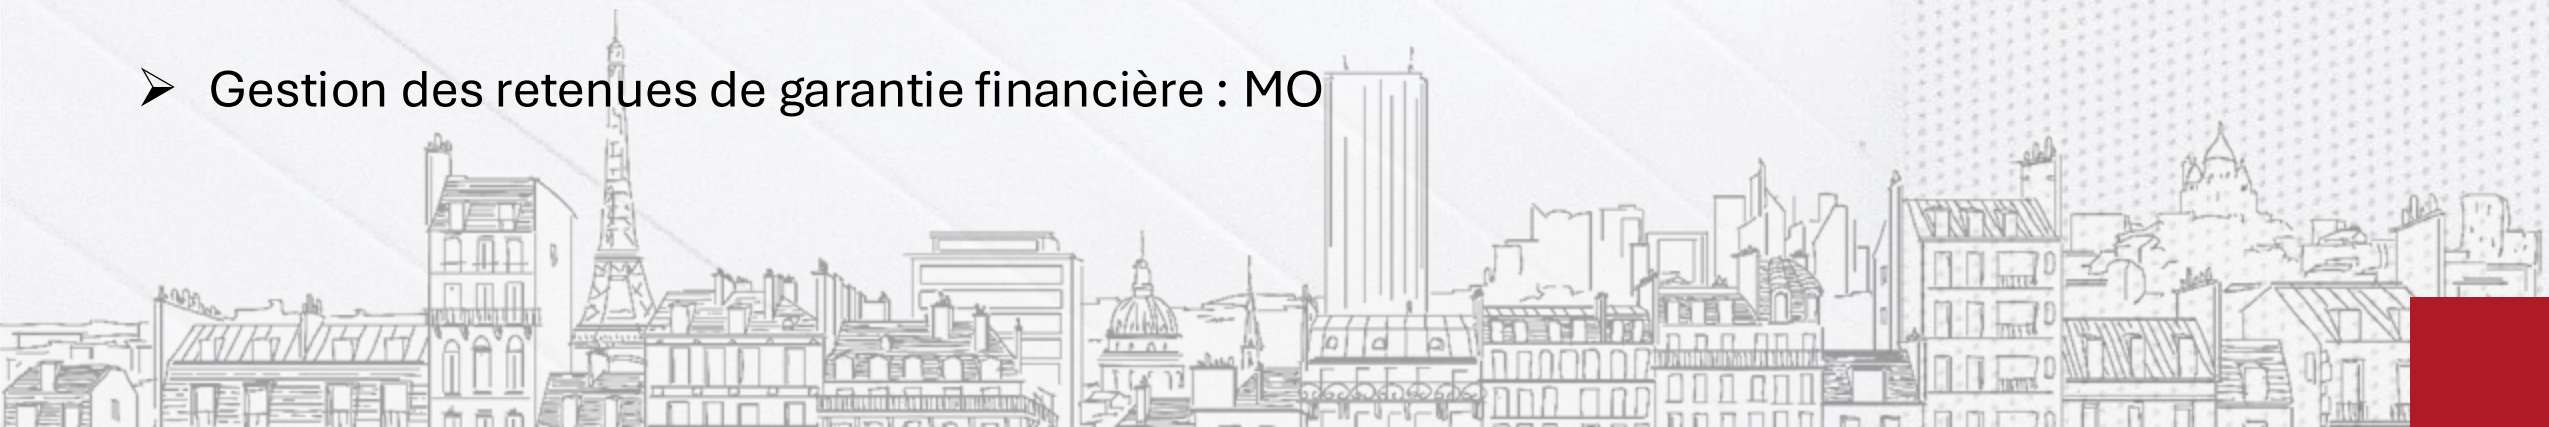 ➢ Gestion des retenues de garantie financière : MO